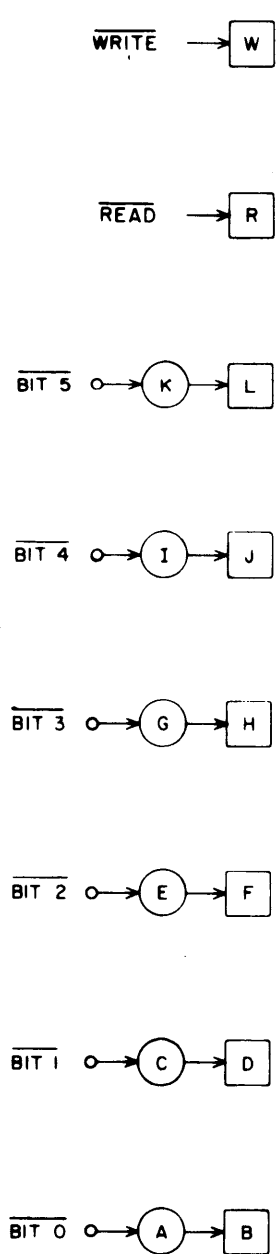 WRITE W
READ R
BIT 5 K L
BIT 4 I J
BIT 3 G H
BIT 2 E F
BIT 1 C D
BIT 0 A B